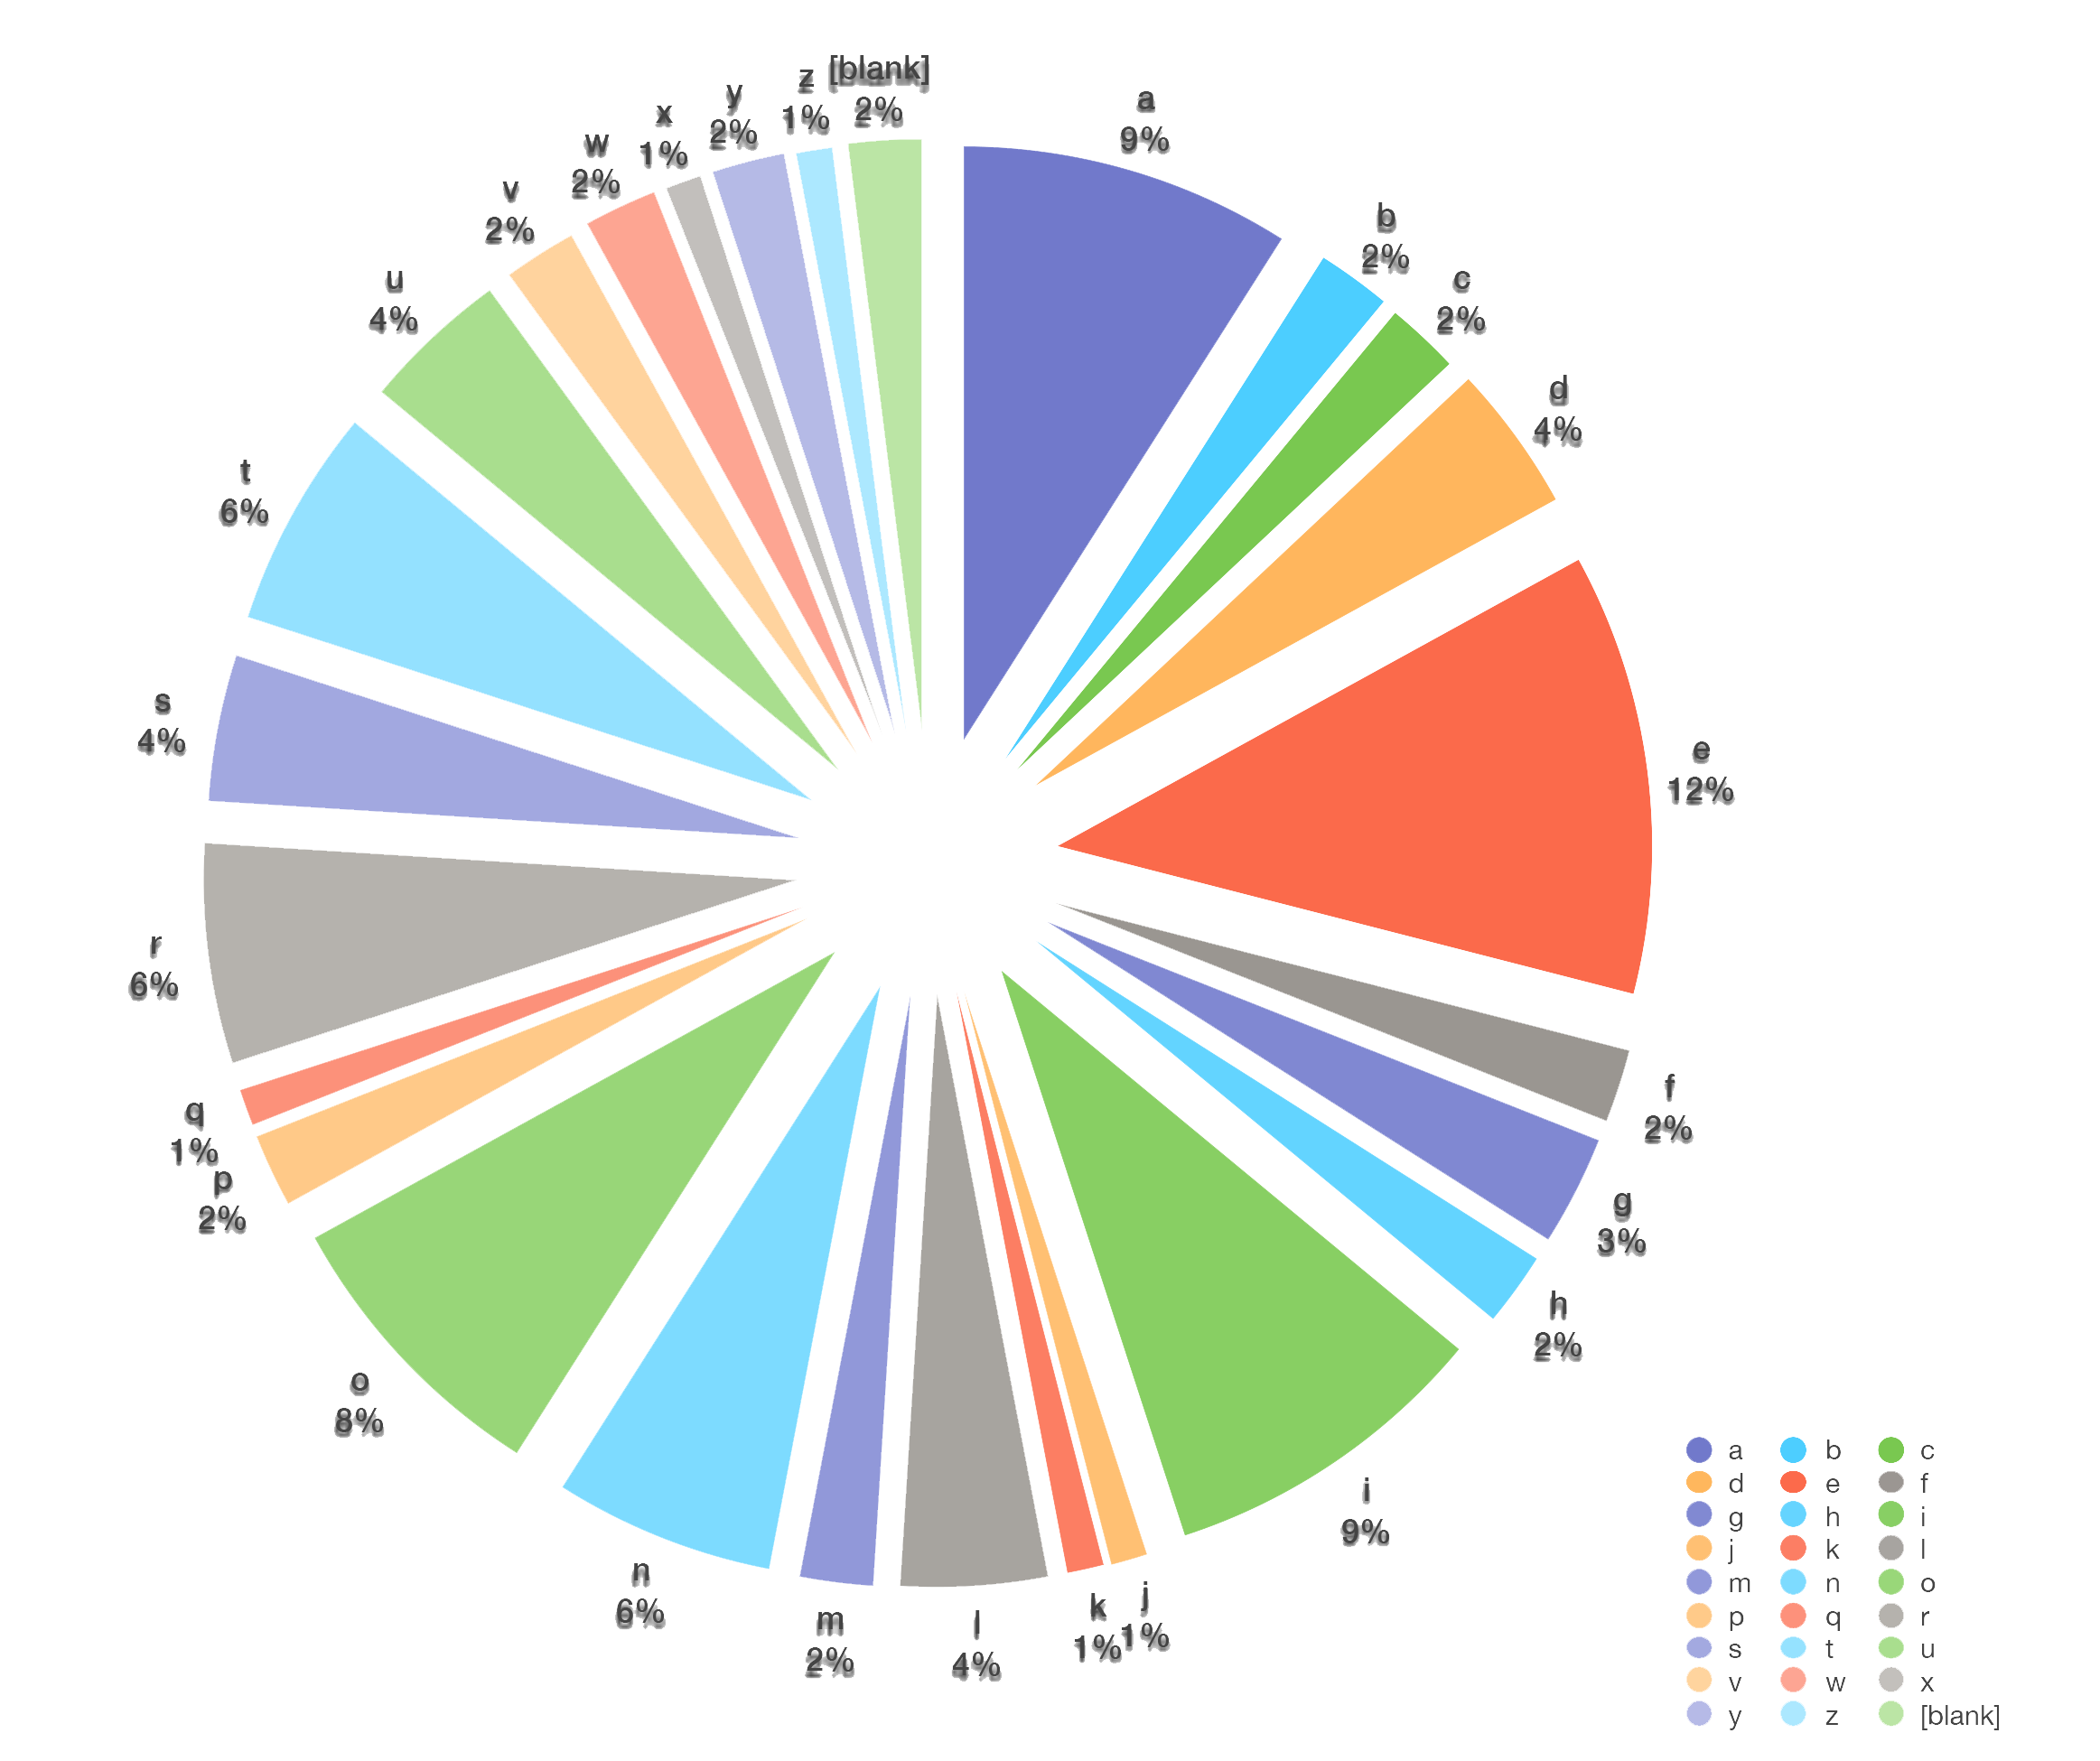 [blank]
2%
a
9%
b
2%
c
2%
d
4%
e
12%
f
2%
g
3%
h
2%
i
9%
j
1%
k
1%
l
4%
m
2%
n
6%
o
8%
p
2%
q
1%
r
6%
s
4%
t
6%
u
4%
v
2%
w
2%
x
1%
y
2%
z
1%
a b c
d e f
g h i
j k l
m n o
p q r
s t u
v w x
y z [blank]